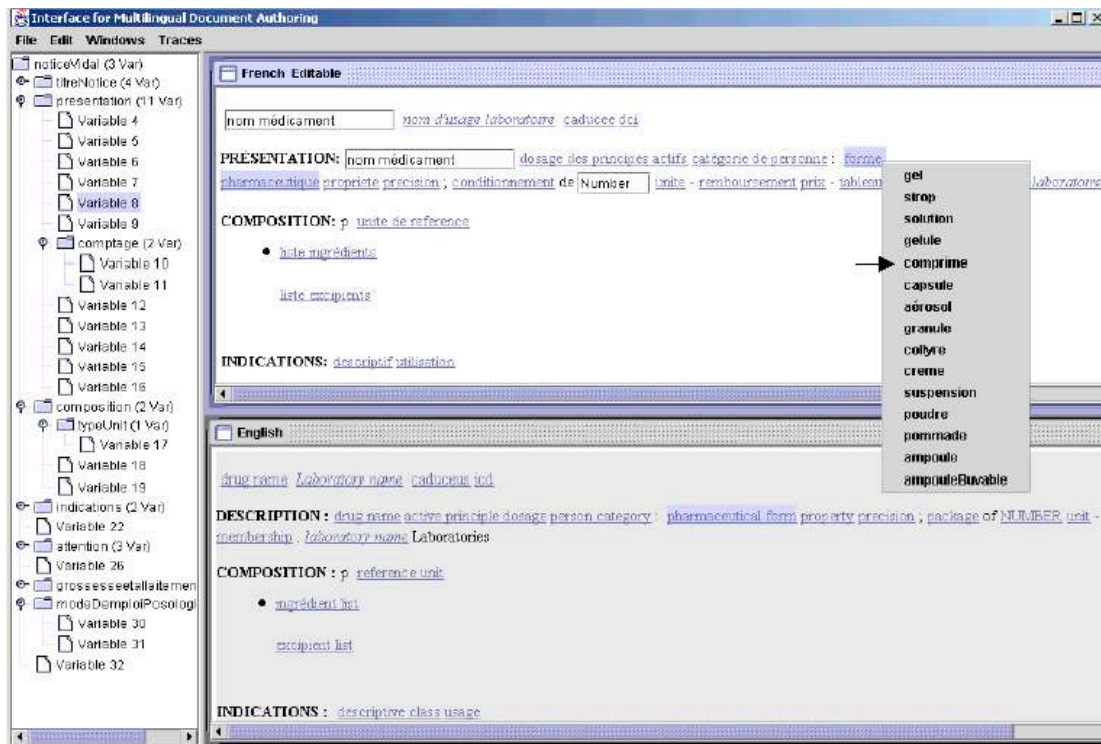 Interface for Multilingual Document Authoring
File Edit Windows Traces
noticeVidal (3 Var)
titreNotice (4 Var)
presentation (11 Var)
Variable 4
Variable 5
Variable 6
Variable 7
Variable 8
Variable 9
comptage (2 Var)
Variable 10
Variable 11
Variable 12
Variable 13
Variable 14
Variable 15
Variable 16
composition (2 Var)
typeUnit (1 Var)
Variable 17
Variable 18
Variable 19
indications (2 Var)
Variable 22
attention (3 Var)
Variable 26
grossesseetallaitemen
modeDemploiPosologi
Variable 30
Variable 31
Variable 32
French Editable
nom médicament nom d'usage laboratoire caducee dci
PRÉSENTATION: nom médicament dosage des principes actifs catégorie de personne : forme
pharmaceutique propriete precision ; conditionnement de Number unite - remboursement prix - tableau laboratoire
COMPOSITION: p unite de reference
• liste ingrédients
liste excipients
INDICATIONS: descriptif utilisation
gel
sirop
solution
gelule
comprime
capsule
aérosol
granule
collyre
creme
suspension
poudre
pommade
ampoule
ampouleBuvable
English
drug name Laboratory name caduceus icd
DESCRIPTION : drug name active principle dosage person category : pharmaceutical form property precision ; package of NUMBER unit -
membership . laboratory name Laboratories
COMPOSITION : p reference unit
• ingrédient list
excipient list
INDICATIONS : descriptive class usage